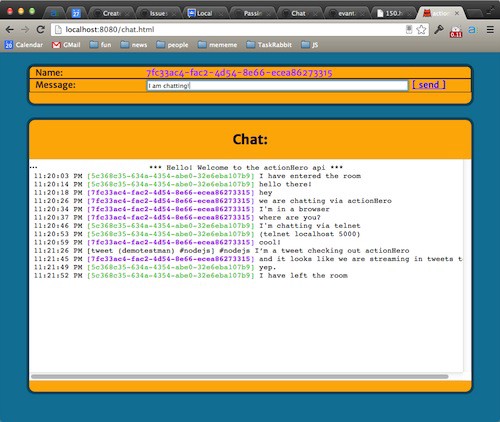 Create
Issue
Local
Passin
Chat
evant
150.h
action
localhost:8080/chat.html
0.11
26 Calendar GMail fun news people mememe TaskRabbit JS
Name: 7fc33ac4-fac2-4d54-8e66-ecea86273315
Message: I am chatting! [ send ]
Chat:
... *** Hello! Welcome to the actionHero api ***
11:20:03 PM [5c368c35-634a-4354-abe0-32e6eba107b9] I have entered the room
11:20:14 PM [5c368c35-634a-4354-abe0-32e6eba107b9] hello there!
11:20:18 PM [7fc33ac4-fac2-4d54-8e66-ecea86273315] hey
11:20:26 PM [7fc33ac4-fac2-4d54-8e66-ecea86273315] we are chatting via actionHero
11:20:34 PM [7fc33ac4-fac2-4d54-8e66-ecea86273315] I'm in a browser
11:20:37 PM [7fc33ac4-fac2-4d54-8e66-ecea86273315] where are you?
11:20:46 PM [5c368c35-634a-4354-abe0-32e6eba107b9] I'm chatting via telnet
11:20:53 PM [5c368c35-634a-4354-abe0-32e6eba107b9] (telnet localhost 5000)
11:20:59 PM [7fc33ac4-fac2-4d54-8e66-ecea86273315] cool!
11:21:26 PM [tweet (demotestman) #nodejs] #nodejs I'm a tweet checking out actionHero
11:21:45 PM [7fc33ac4-fac2-4d54-8e66-ecea86273315] and it looks like we are streaming in tweets t
11:21:49 PM [5c368c35-634a-4354-abe0-32e6eba107b9] yep.
11:21:52 PM [5c368c35-634a-4354-abe0-32e6eba107b9] I have left the room